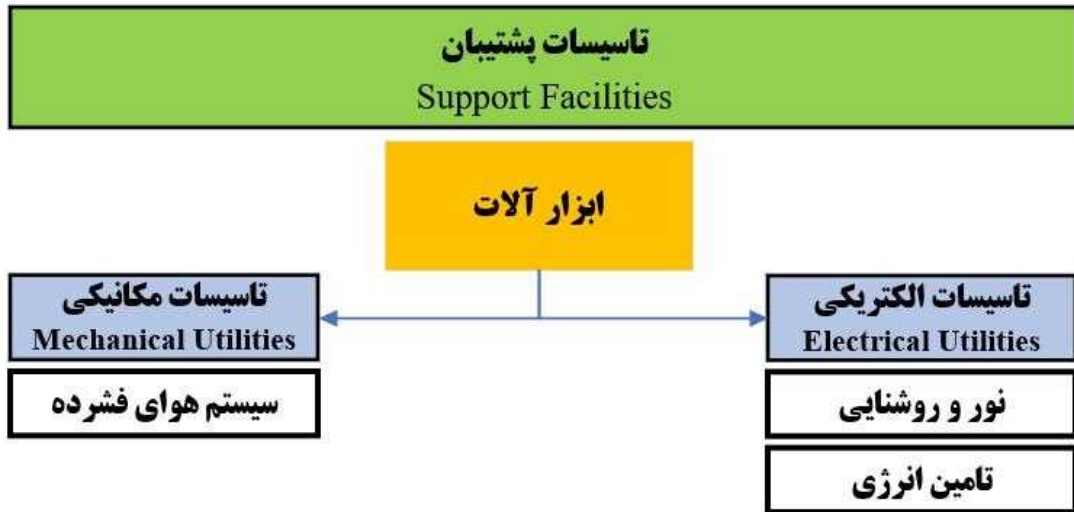 تاسیسات پشتیبان
Support Facilities
ابزار آلات
تاسیسات الکتریکی
Electrical Utilities
نور و روشنایی
تامین انرژی
تاسیسات مکانیکی
Mechanical Utilities
سیستم هوای فشرده